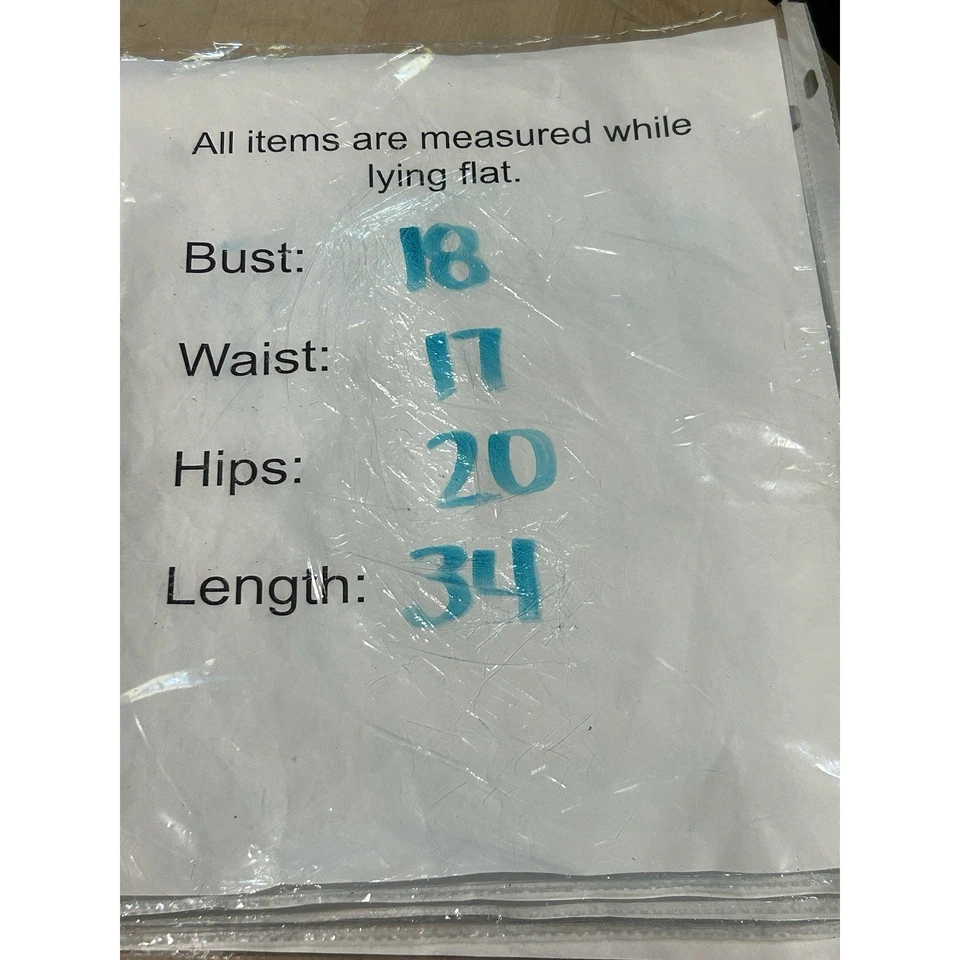 All items are measured while
lying flat.
Bust: 18
Waist: 17
Hips: 20
Length: 34